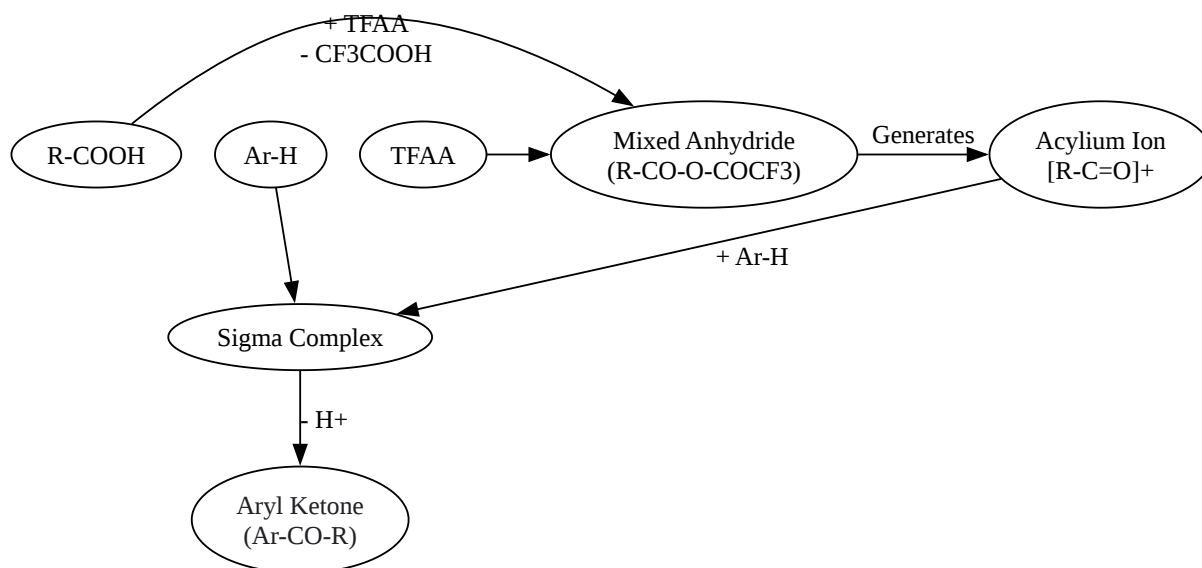 + TFAA
- CF3COOH
R-COOH
Ar-H
TFAA
Mixed Anhydride
(R-CO-O-COCF3)
Generates
Acylium Ion
[R-C=O]+
+ Ar-H
Sigma Complex
- H+
Aryl Ketone
(Ar-CO-R)